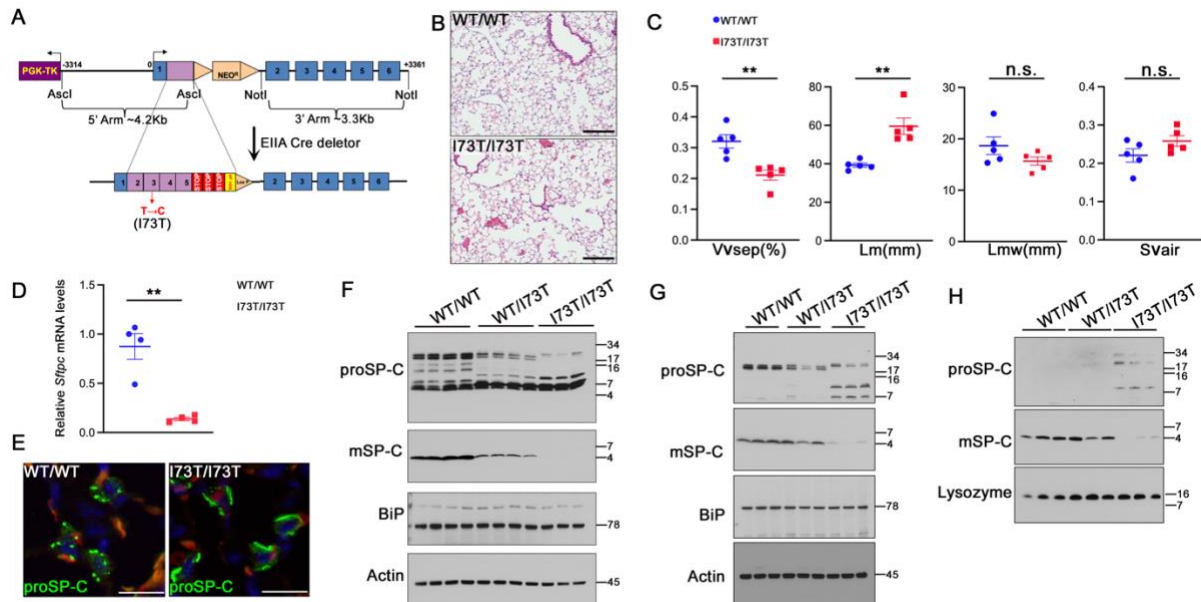 A
PGK-TK
-3314
0
1
NEOR
2 3 4 5 6
+3361
AscI
AscI
NotI
NotI
5' Arm ~4.2Kb
3' Arm ~3.3Kb
EIIA Cre deletor
1 2 3 4 5 STOP STOP STOP
Lox P
2 3 4 5 6
T→C
(I73T)
B
WT/WT
I73T/I73T
C
WT/WT
I73T/I73T
** ** n.s. n.s.
0.5
0.4
0.3
0.2
0.1
0.0
Vvsep(%)
80
60
40
20
0
Lm(mm)
30
20
10
0
Lmw(mm)
0.4
0.3
0.2
0.1
0.0
Svair
D
WT/WT
I73T/I73T
**
Relative Sftpc mRNA levels
1.5
1.0
0.5
0.0
E
WT/WT
I73T/I73T
proSP-C
proSP-C
F
WT/WT WT/I73T I73T/I73T
proSP-C
34
17
16
7
4
mSP-C
7
4
BiP
78
Actin
45
G
WT/WT WT/I73T I73T/I73T
proSP-C
34
17
16
7
mSP-C
7
4
BiP
78
Actin
45
H
WT/WT WT/I73T I73T/I73T
proSP-C
34
17
16
7
mSP-C
7
4
Lysozyme
16
7